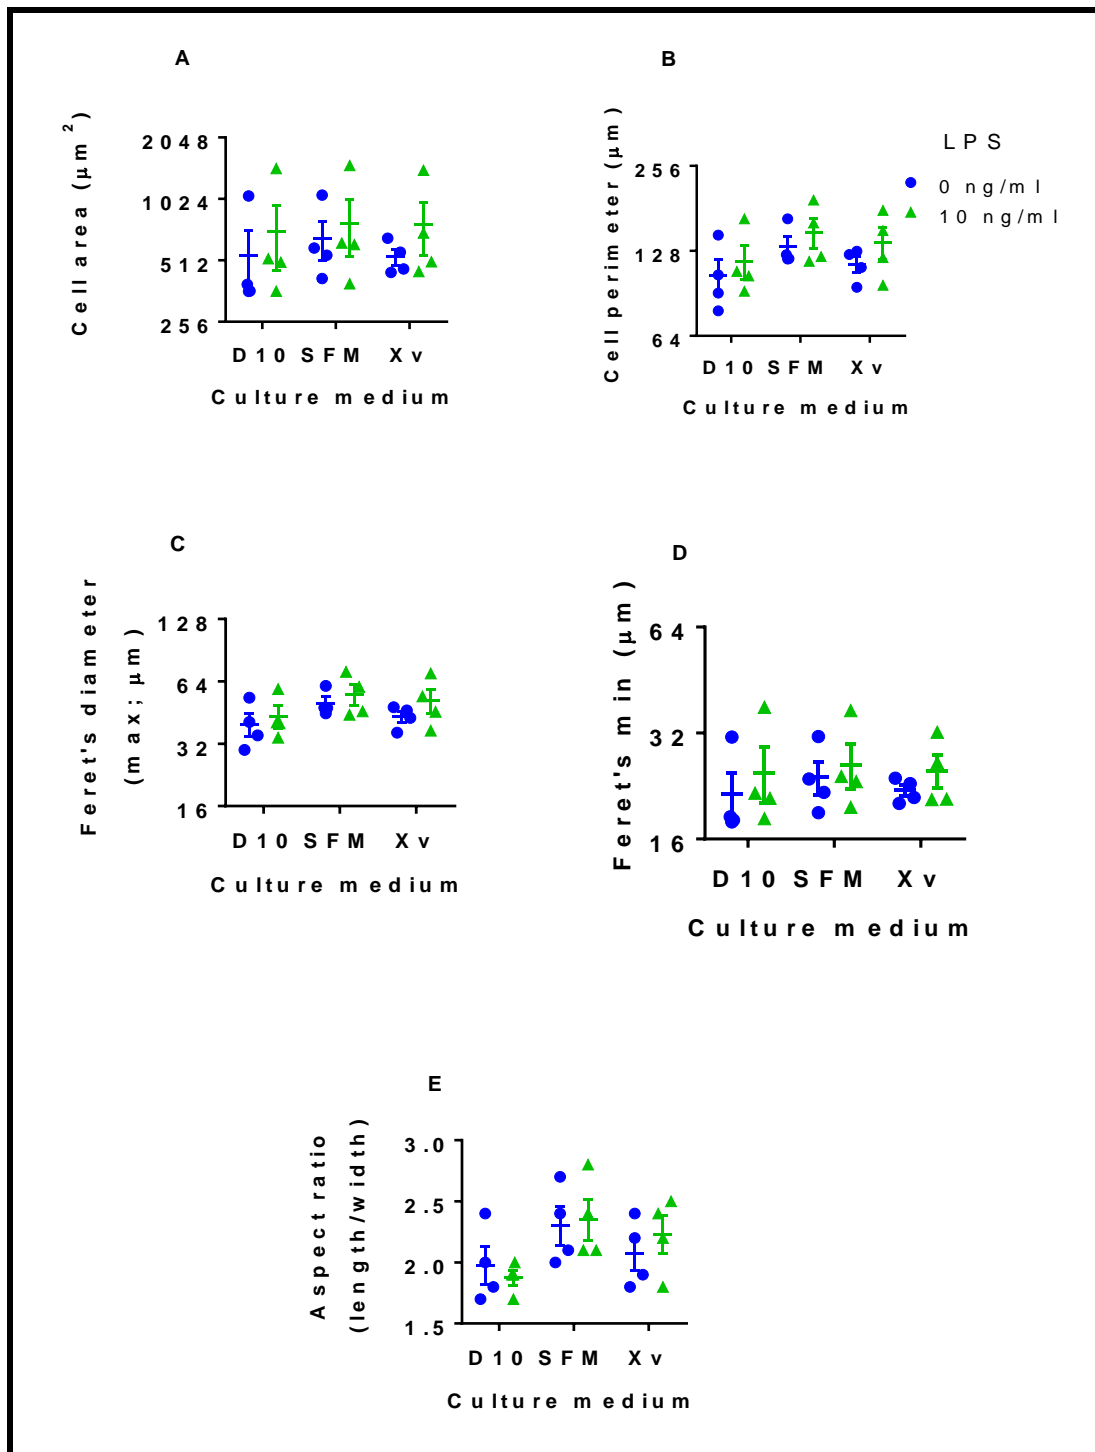 A
Cell area (μm²)
2048
1024
512
256
D10 SFM Xv
Culture medium
B
Cell perimeter (μm)
256
128
64
D10 SFM Xv
Culture medium
LPS
0 ng/ml
10 ng/ml
C
Feret's diameter
(max; μm)
128
64
32
16
D10 SFM Xv
Culture medium
D
Feret's min (μm)
64
32
16
D10 SFM Xv
Culture medium
E
Aspect ratio
(length/width)
3.0
2.5
2.0
1.5
D10 SFM Xv
Culture medium